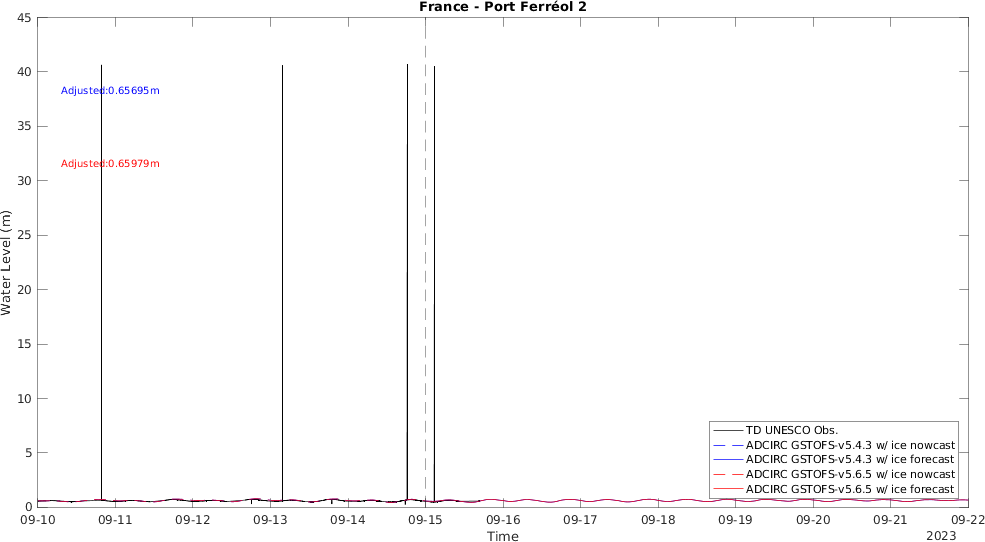 France - Port Ferréol 2
45
40
35
30
25
20
15
10
5
0
Water Level (m)
Adjusted:0.65695m
Adjusted:0.65979m
TD UNESCO Obs.
ADCIRC GSTOFS-v5.4.3 w/ ice nowcast
ADCIRC GSTOFS-v5.4.3 w/ ice forecast
ADCIRC GSTOFS-v5.6.5 w/ ice nowcast
ADCIRC GSTOFS-v5.6.5 w/ ice forecast
09-10 09-11 09-12 09-13 09-14 09-15 09-16 09-17 09-18 09-19 09-20 09-21 09-22
Time
2023